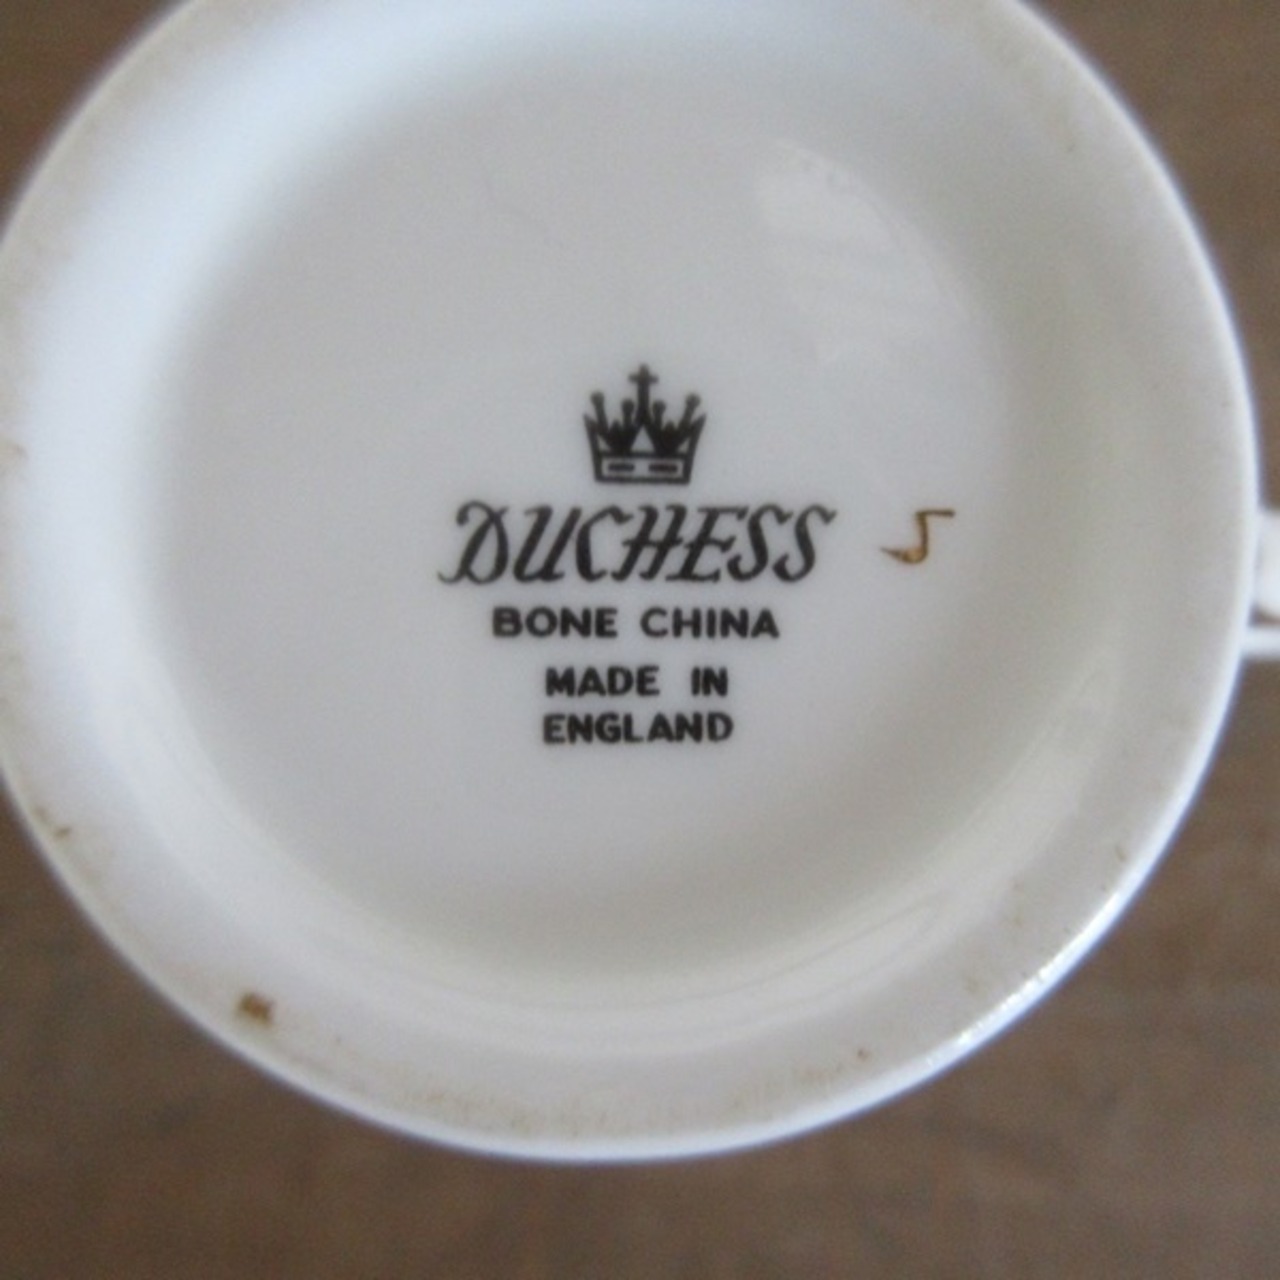 DUCHESS
BONE CHINA
MADE IN
ENGLAND